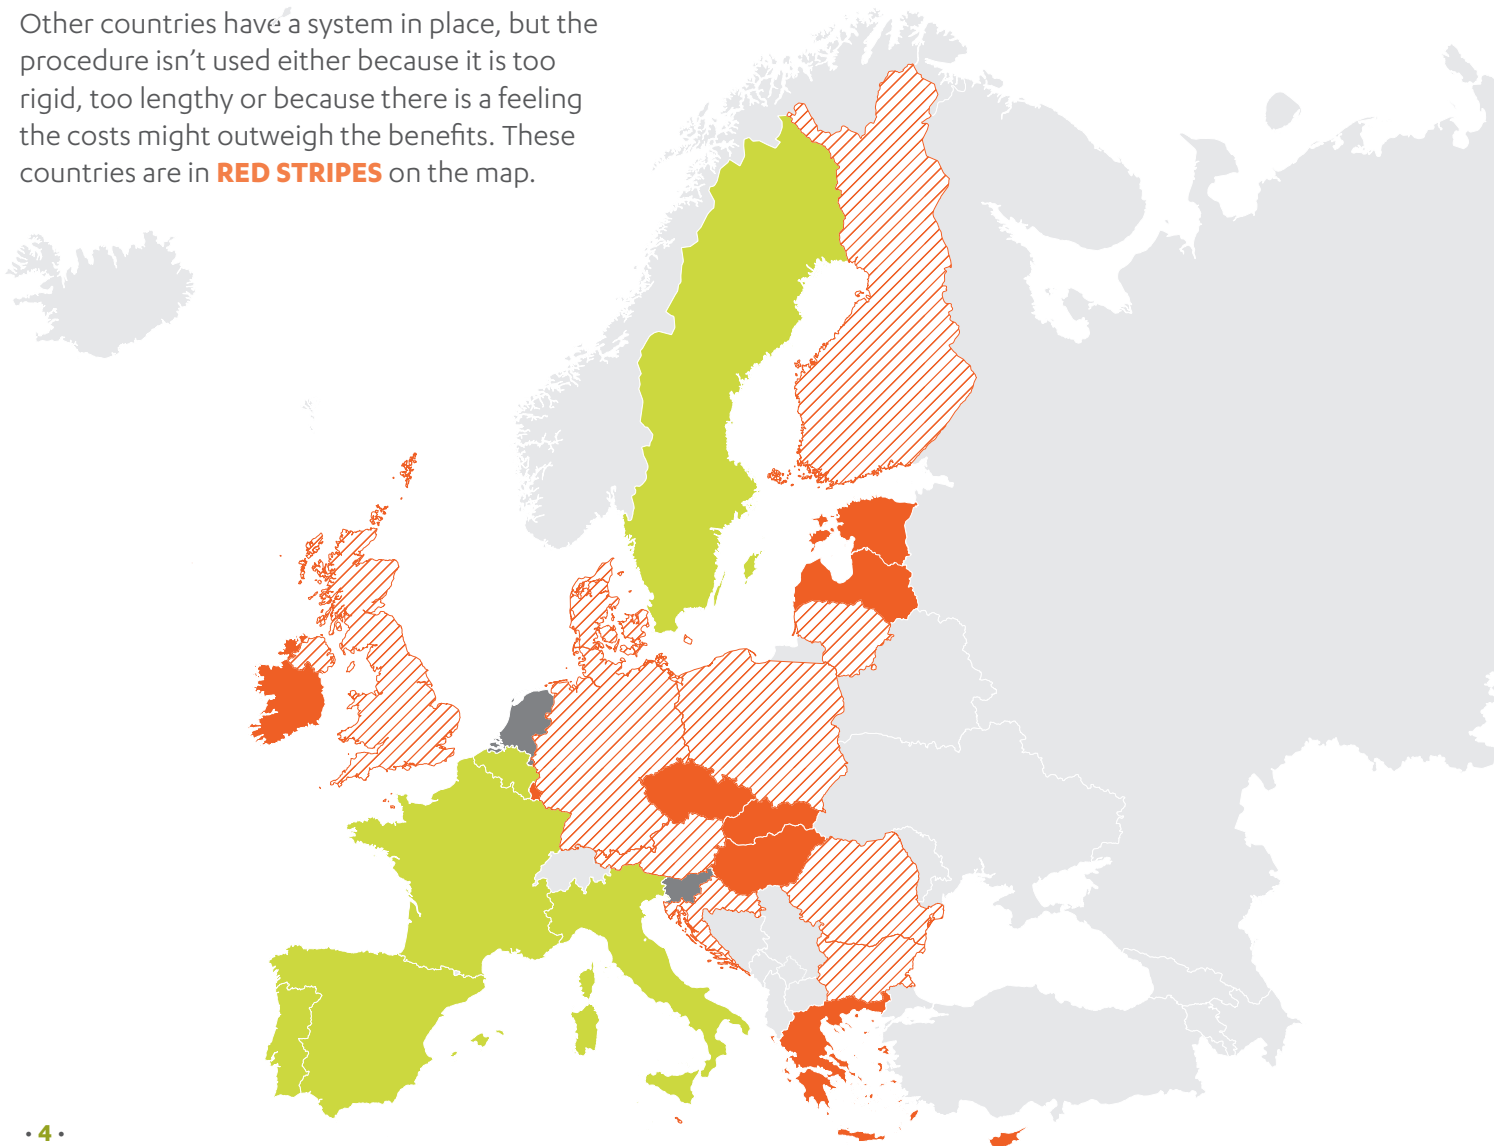 Other countries have a system in place, but the
procedure isn’t used either because it is too
rigid, too lengthy or because there is a feeling
the costs might outweigh the benefits. These
countries are in RED STRIPES on the map.
• 4 •